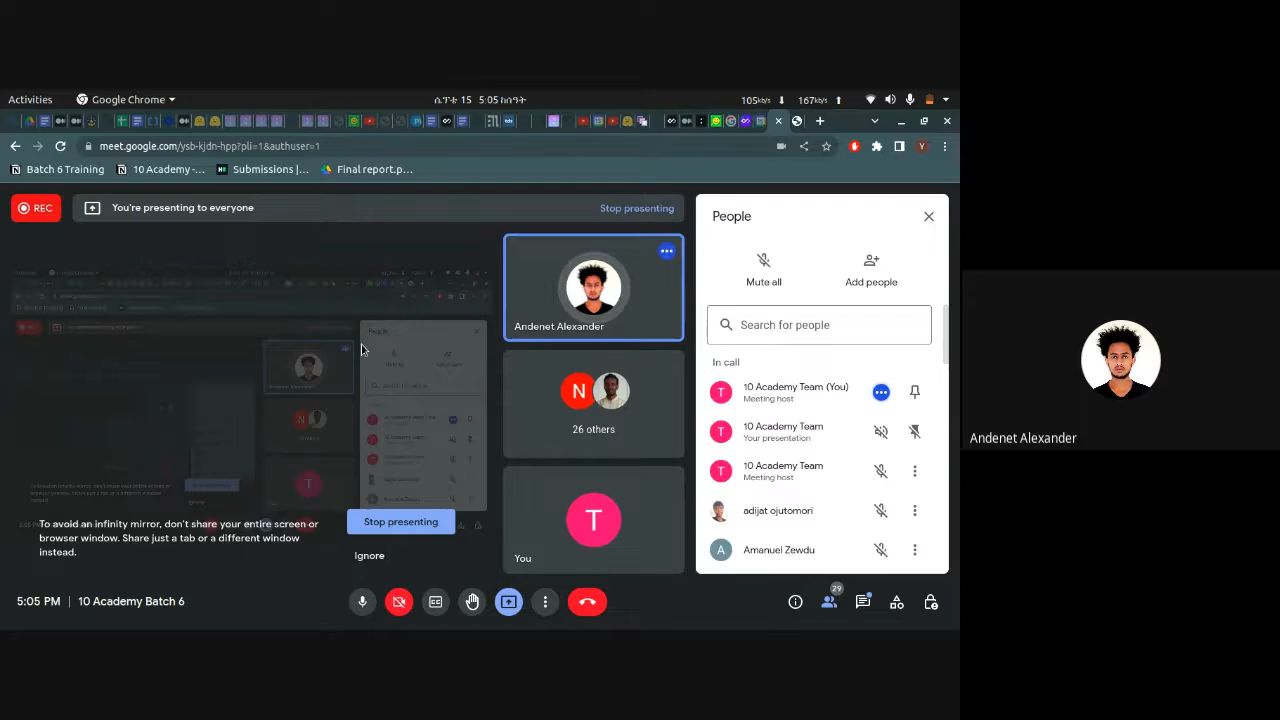 Activities
Google Chrome
ሴፕቴ 15 5:05 ከሰዓት
105kb/s
167kb/s
meet.google.com/ysb-kjdn-hpp?pli=1&authuser=1
Y
Batch 6 Training
10 Academy -...
Submissions |...
Final report.p...
REC
You're presenting to everyone
Stop presenting
Andenet Alexander
N
26 others
T
You
To avoid an infinity mirror, don't share your entire screen or
browser window. Share just a tab or a different window
instead.
Stop presenting
Ignore
People
Mute all
Add people
Search for people
In call
T
10 Academy Team (You)
Meeting host
T
10 Academy Team
Your presentation
T
10 Academy Team
Meeting host
adijat ojutomori
A
Amanuel Zewdu
5:05 PM | 10 Academy Batch 6
29
Andenet Alexander